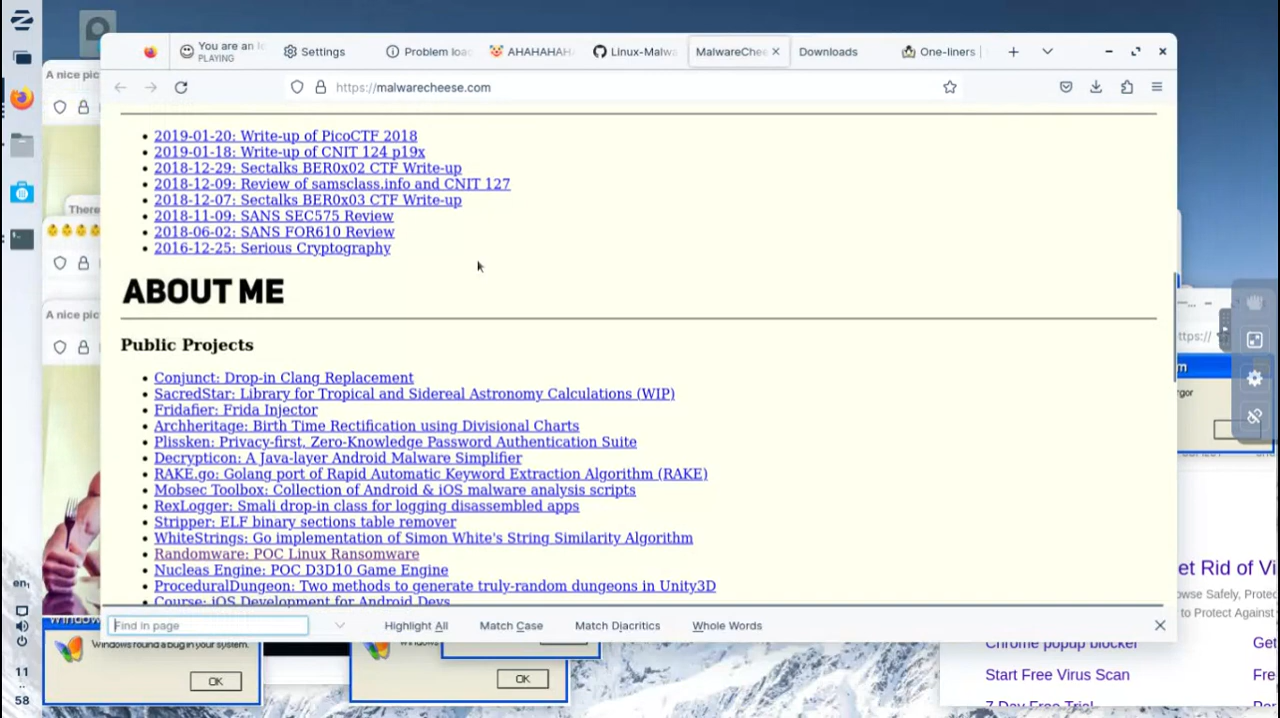 A nice pic
You are an I
PLAYING
Settings
Problem loa
AHAHAHAH
Linux-Malwa
MalwareChee
Downloads
One-liners
https://malwarecheese.com
2019-01-20: Write-up of PicoCTF 2018
2019-01-18: Write-up of CNIT 124 p19x
2018-12-29: Sectalks BER0x02 CTF Write-up
2018-12-09: Review of samsclass.info and CNIT 127
2018-12-07: Sectalks BER0x03 CTF Write-up
2018-11-09: SANS SEC575 Review
2018-06-02: SANS FOR610 Review
2016-12-25: Serious Cryptography
There
ABOUT ME
A nice pic
ttps://
Public Projects
Conjunct: Drop-in Clang Replacement
SacredStar: Library for Tropical and Sidereal Astronomy Calculations (WIP)
Fridafier: Frida Injector
Archheritage: Birth Time Rectification using Divisional Charts
Plissken: Privacy-first, Zero-Knowledge Password Authentication Suite
Decrypticon: A Java-layer Android Malware Simplifier
RAKE.go: Golang port of Rapid Automatic Keyword Extraction Algorithm (RAKE)
Mobsec Toolbox: Collection of Android & iOS malware analysis scripts
RexLogger: Smali drop-in class for logging disassembled apps
Stripper: ELF binary sections table remover
WhiteStrings: Go implementation of Simon White's String Similarity Algorithm
Randomware: POC Linux Ransomware
Nucleas Engine: POC D3D10 Game Engine
ProceduralDungeon: Two methods to generate truly-random dungeons in Unity3D
Course: iOS Development for Android Devs
Find in page
Highlight All
Match Case
Match Diacritics
Whole Words
m
rgor
et Rid of Vi
owse Safely, Prote
to Protect Against
Chrome popup blocker
Get
Start Free Virus Scan
Fre
7 Day Free Trial
Windows found a bug in your system.
OK
OK
en1
11
58